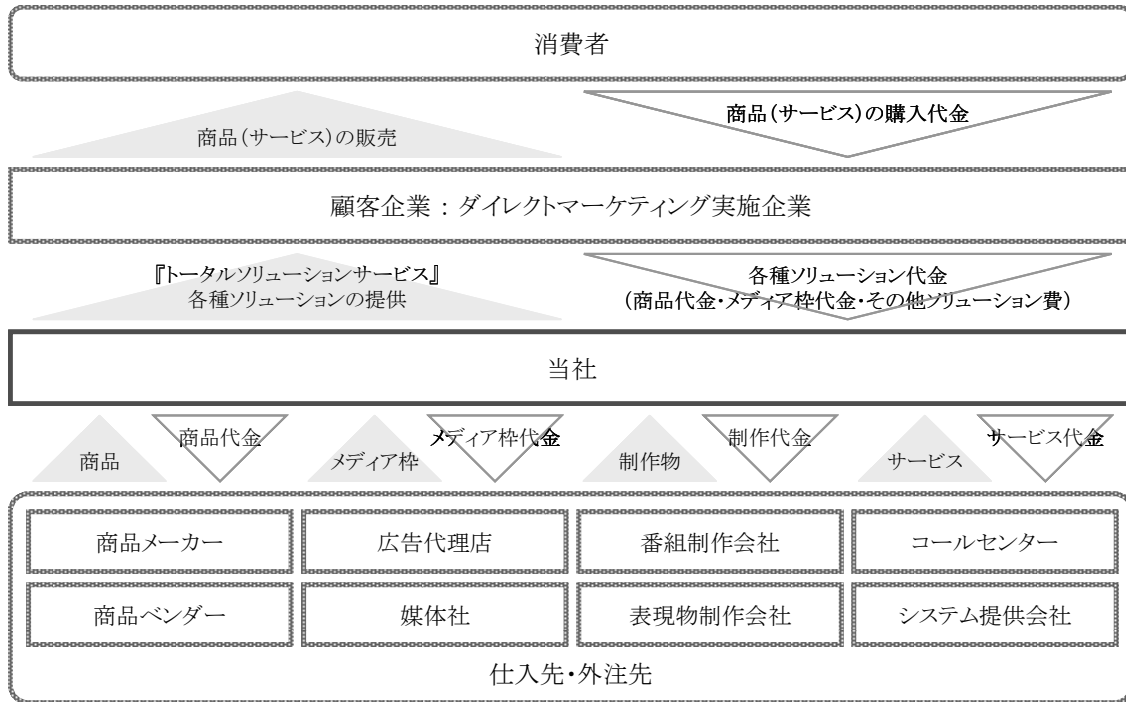 消費者
商品(サービス)の販売
商品(サービス)の購入代金
顧客企業:ダイレクトマーケティング実施企業
『トータルソリューションサービス』
各種ソリューションの提供
各種ソリューション代金
(商品代金・メディア枠代金・その他ソリューション費)
当社
商品
商品代金
メディア枠
メディア枠代金
制作物
制作代金
サービス
サービス代金
商品メーカー
広告代理店
番組制作会社
コールセンター
商品ベンダー
媒体社
表現物制作会社
システム提供会社
仕入先・外注先